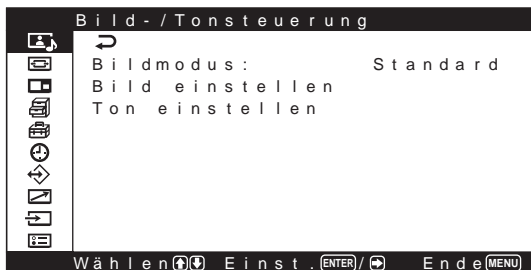 Bild-/Tonsteuerung
Bildmodus: Standard
Bild einstellen
Ton einstellen
Wählen Einst. ENTER / Ende MENU